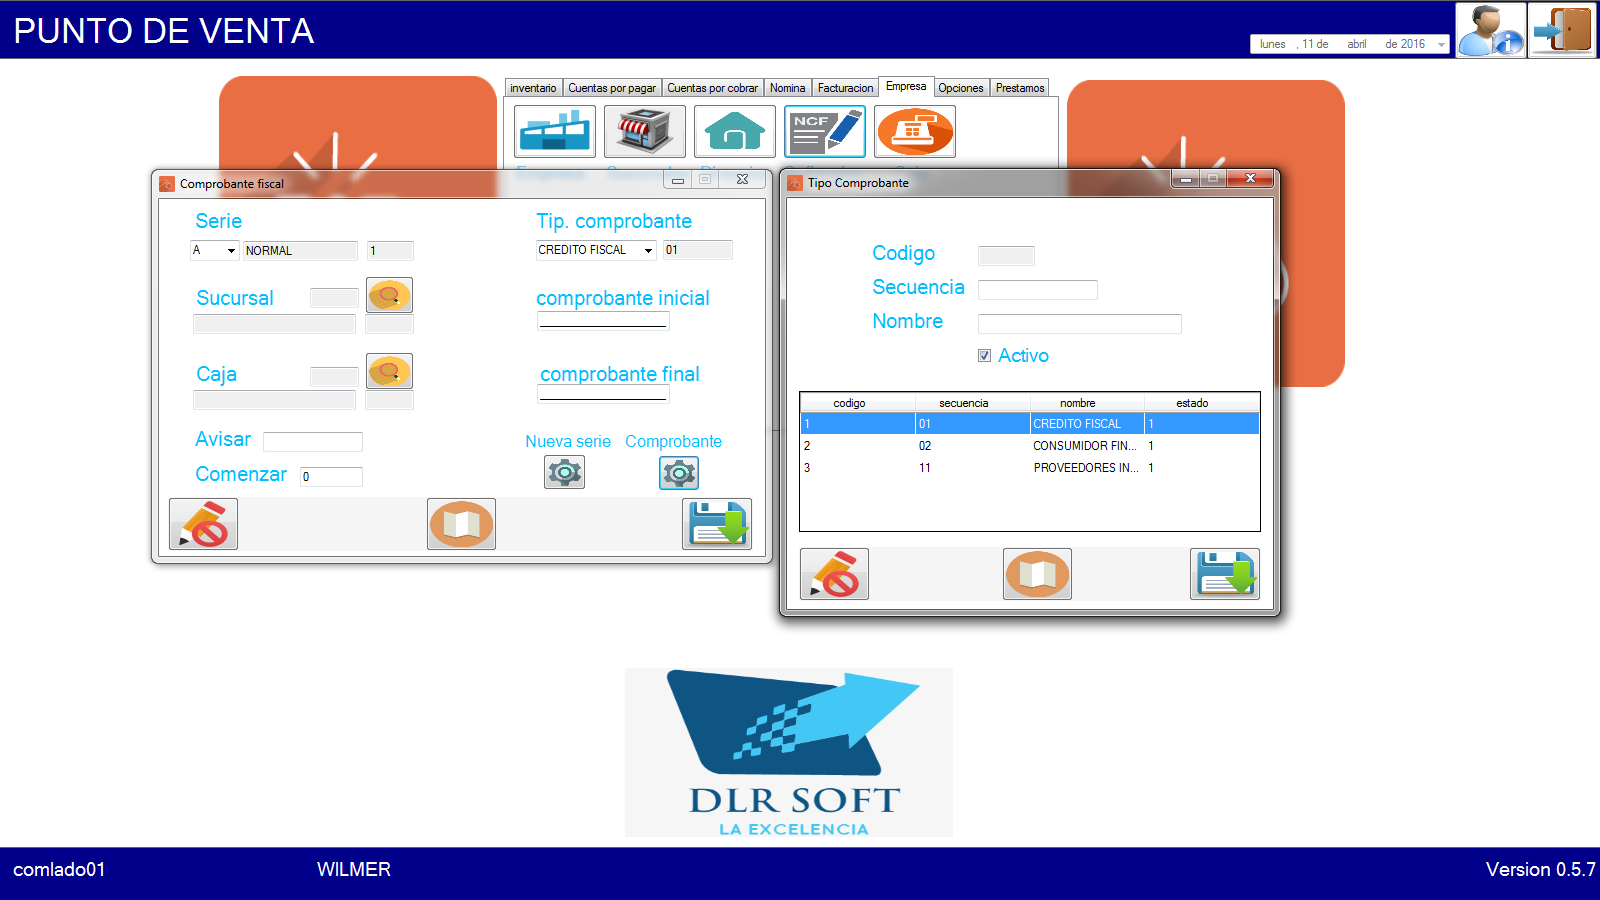 PUNTO DE VENTA
lunes , 11 de abril de 2016
inventario Cuentas por pagar Cuentas por cobrar Nomina Facturacion Empresa Opciones Prestamos
NCF
Comprobante fiscal
Serie
A NORMAL 1
Tip. comprobante
CREDITO FISCAL 01
Sucursal
comprobante inicial
Caja
comprobante final
Avisar
Comenzar 0
Nueva serie Comprobante
Tipo Comprobante
Codigo
Secuencia
Nombre
Activo
codigo secuencia nombre estado
1 01 CREDITO FISCAL 1
2 02 CONSUMIDOR FIN... 1
3 11 PROVEEDORES IN... 1
DLR SOFT
LA EXCELENCIA
comlado01 WILMER Version 0.5.7